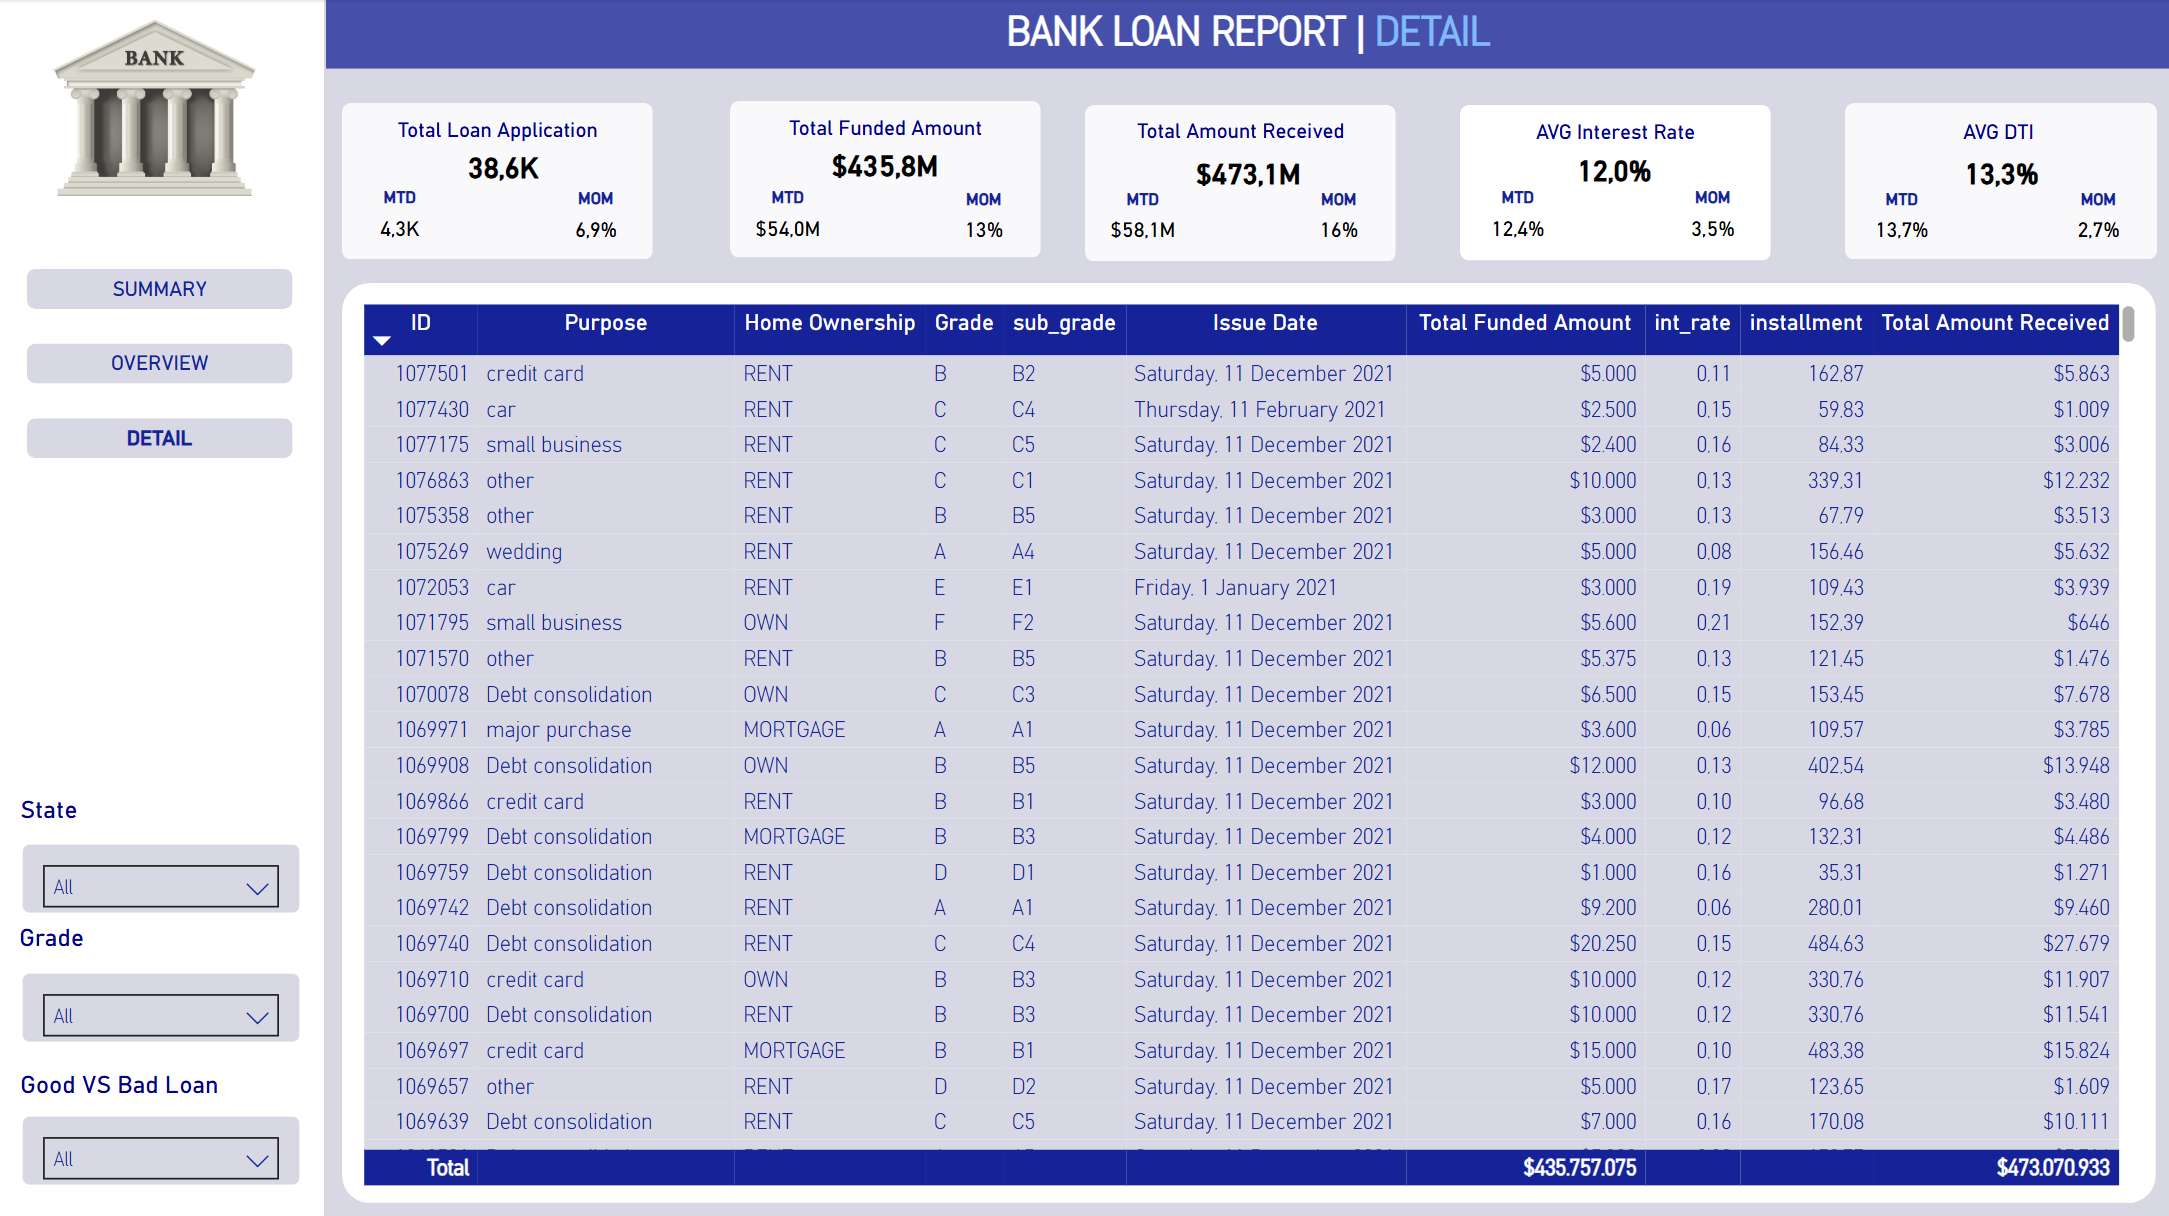 BANK
BANK LOAN REPORT | DETAIL
Total Loan Application
38,6K
MTD MOM
4,3K 6,9%
Total Funded Amount
$435,8M
MTD MOM
$54,0M 13%
Total Amount Received
$473,1M
MTD MOM
$58,1M 16%
AVG Interest Rate
12,0%
MTD MOM
12,4% 3,5%
AVG DTI
13,3%
MTD MOM
13,7% 2,7%
SUMMARY
OVERVIEW
DETAIL
State
All
Grade
All
Good VS Bad Loan
All
ID Purpose Home Ownership Grade sub_grade Issue Date Total Funded Amount int_rate installment Total Amount Received
1077501 credit card RENT B B2 Saturday, 11 December 2021 $5.000 0,11 162,87 $5.863
1077430 car RENT C C4 Thursday, 11 February 2021 $2.500 0,15 59,83 $1.009
1077175 small business RENT C C5 Saturday, 11 December 2021 $2.400 0,16 84,33 $3.006
1076863 other RENT C C1 Saturday, 11 December 2021 $10.000 0,13 339,31 $12.232
1075358 other RENT B B5 Saturday, 11 December 2021 $3.000 0,13 67,79 $3.513
1075269 wedding RENT A A4 Saturday, 11 December 2021 $5.000 0,08 156,46 $5.632
1072053 car RENT E E1 Friday, 1 January 2021 $3.000 0,19 109,43 $3.939
1071795 small business OWN F F2 Saturday, 11 December 2021 $5.600 0,21 152,39 $646
1071570 other RENT B B5 Saturday, 11 December 2021 $5.375 0,13 121,45 $1.476
1070078 Debt consolidation OWN C C3 Saturday, 11 December 2021 $6.500 0,15 153,45 $7.678
1069971 major purchase MORTGAGE A A1 Saturday, 11 December 2021 $3.600 0,06 109,57 $3.785
1069908 Debt consolidation OWN B B5 Saturday, 11 December 2021 $12.000 0,13 402,54 $13.948
1069866 credit card RENT B B1 Saturday, 11 December 2021 $3.000 0,10 96,68 $3.480
1069799 Debt consolidation MORTGAGE B B3 Saturday, 11 December 2021 $4.000 0,12 132,31 $4.486
1069759 Debt consolidation RENT D D1 Saturday, 11 December 2021 $1.000 0,16 35,31 $1.271
1069742 Debt consolidation RENT A A1 Saturday, 11 December 2021 $9.200 0,06 280,01 $9.460
1069740 Debt consolidation RENT C C4 Saturday, 11 December 2021 $20.250 0,15 484,63 $27.679
1069710 credit card OWN B B3 Saturday, 11 December 2021 $10.000 0,12 330,76 $11.907
1069700 Debt consolidation RENT B B3 Saturday, 11 December 2021 $10.000 0,12 330,76 $11.541
1069697 credit card MORTGAGE B B1 Saturday, 11 December 2021 $15.000 0,10 483,38 $15.824
1069657 other RENT D D2 Saturday, 11 December 2021 $5.000 0,17 123,65 $1.609
1069639 Debt consolidation RENT C C5 Saturday, 11 December 2021 $7.000 0,16 170,08 $10.111
Total $435.757.075 $473.070.933